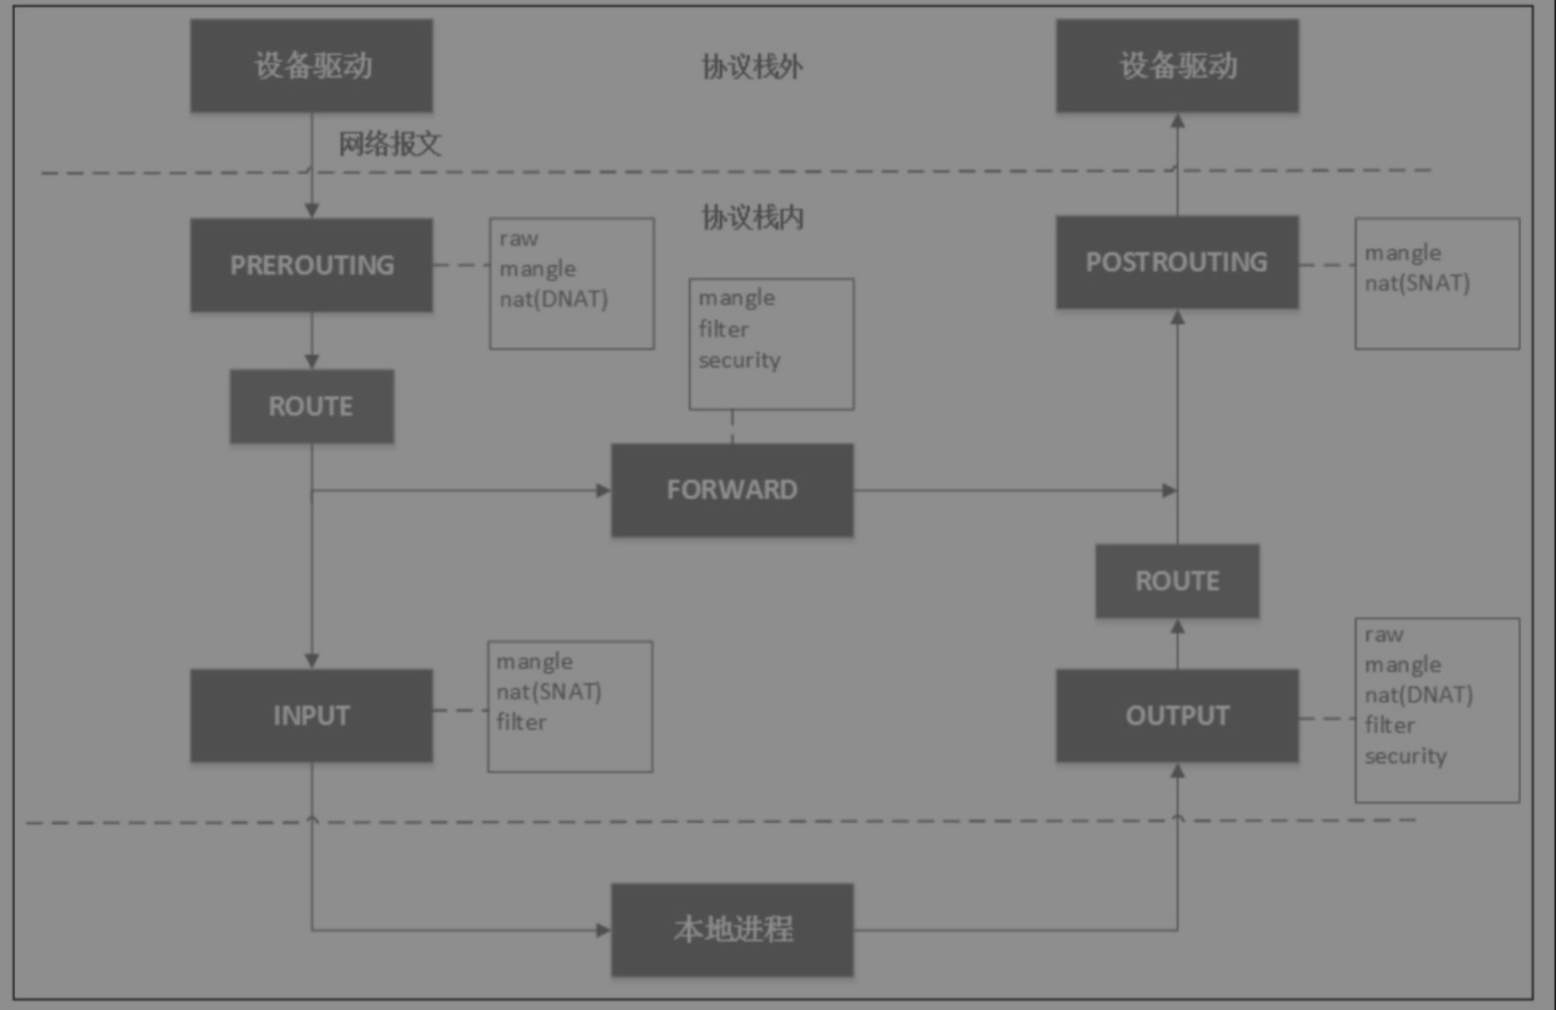 设备驱动
协议栈外
设备驱动
网络报文
协议栈内
PREROUTING
raw
mangle
nat(DNAT)
POSTROUTING
mangle
nat(SNAT)
mangle
filter
security
ROUTE
FORWARD
ROUTE
INPUT
mangle
nat(SNAT)
filter
OUTPUT
raw
mangle
nat(DNAT)
filter
security
本地进程